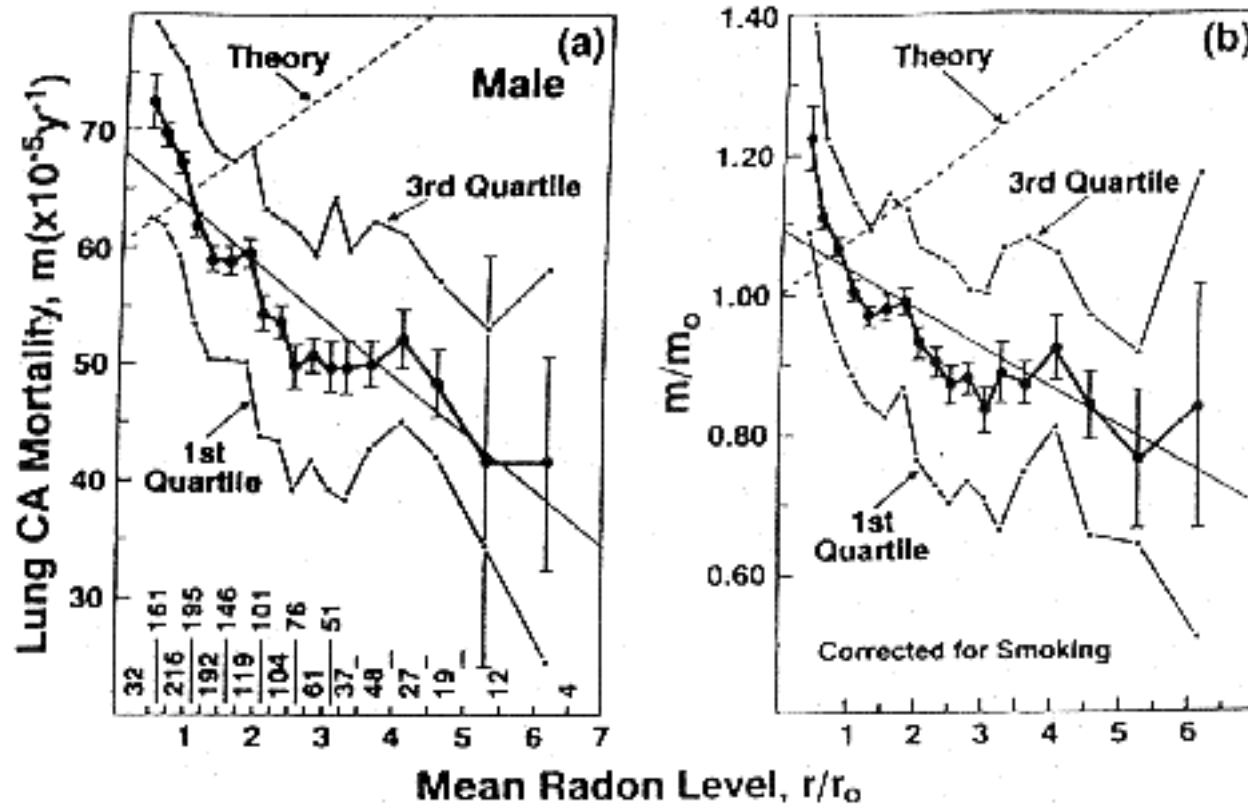 (a)
Theory
Male
3rd Quartile
1st
Quartile
Lung CA Mortality, m(x10⁻⁵y⁻¹)
70
60
50
40
30
32
161
216
195
192
146
119
101
104
76
61
51
37
48
27
19
12
4
1 2 3 4 5 6 7
(b)
Theory
3rd Quartile
1st
Quartile
Corrected for Smoking
m/mₒ
1.40
1.20
1.00
0.80
0.60
1 2 3 4 5 6
Mean Radon Level, r/rₒ